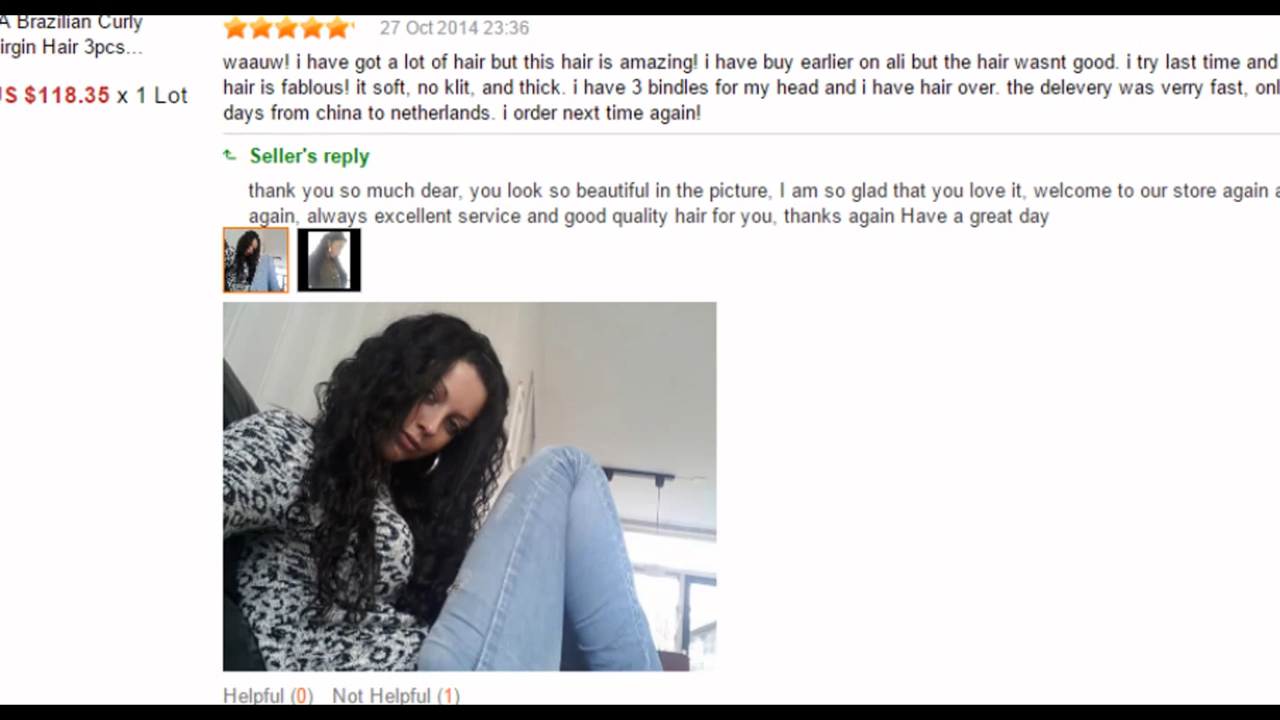 A Brazilian Curly
irgin Hair 3pcs...
US $118.35 x 1 Lot
27 Oct 2014 23:36
waauw! i have got a lot of hair but this hair is amazing! i have buy earlier on ali but the hair wasnt good. i try last time and
hair is fablous! it soft, no klit, and thick. i have 3 bindles for my head and i have hair over. the delevery was verry fast, onl
days from china to netherlands. i order next time again!
Seller's reply
thank you so much dear, you look so beautiful in the picture, I am so glad that you love it, welcome to our store again a
again, always excellent service and good quality hair for you, thanks again Have a great day
Helpful (0) Not Helpful (1)